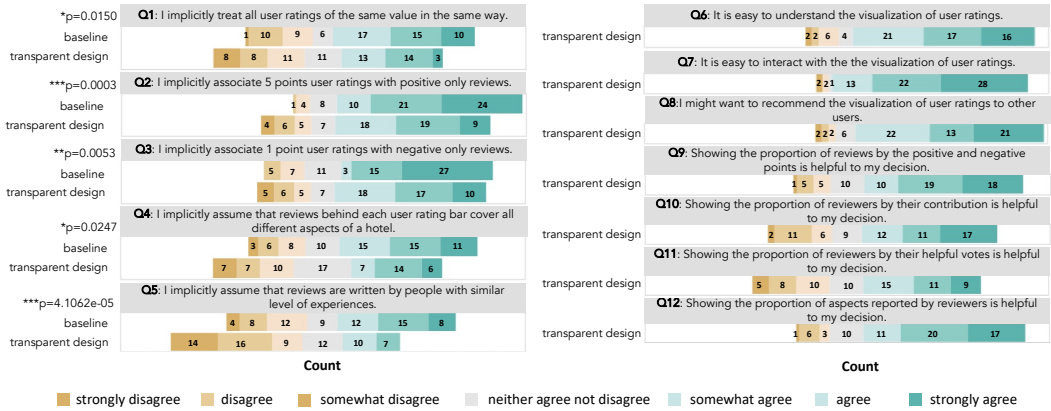 *p=0.0150
Q1: I implicitly treat all user ratings of the same value in the same way.
baseline
1 10 9 6 17 15 10
transparent design
8 8 11 11 13 14 3
***p=0.0003
Q2: I implicitly associate 5 points user ratings with positive only reviews.
baseline
1 4 8 10 21 24
transparent design
4 6 5 7 18 19 9
**p=0.0053
Q3: I implicitly associate 1 point user ratings with negative only reviews.
baseline
5 7 11 3 15 27
transparent design
5 6 5 7 18 17 10
*p=0.0247
Q4: I implicitly assume that reviews behind each user rating bar cover all
different aspects of a hotel.
baseline
3 6 8 10 15 15 11
transparent design
7 7 10 17 7 14 6
***p=4.1062e-05
Q5: I implicitly assume that reviews are written by people with similar
level of experiences.
baseline
4 8 12 9 12 15 8
transparent design
14 16 9 12 10 7
Count
Q6: It is easy to understand the visualization of user ratings.
transparent design
2 2 6 4 21 17 16
Q7: It is easy to interact with the the visualization of user ratings.
transparent design
2 2 1 13 22 28
Q8:I might want to recommend the visualization of user ratings to other
users.
transparent design
2 2 2 6 22 13 21
Q9: Showing the proportion of reviews by the positive and negative
points is helpful to my decision.
transparent design
1 5 5 10 10 19 18
Q10: Showing the proportion of reviewers by their contribution is helpful
to my decision.
transparent design
2 11 6 9 12 11 17
Q11: Showing the proportion of reviewers by their helpful votes is helpful
to my decision.
transparent design
5 8 10 10 15 11 9
Q12: Showing the proportion of aspects reported by reviewers is helpful
to my decision.
transparent design
1 6 3 10 11 20 17
Count
strongly disagree disagree somewhat disagree neither agree not disagree somewhat agree agree strongly agree